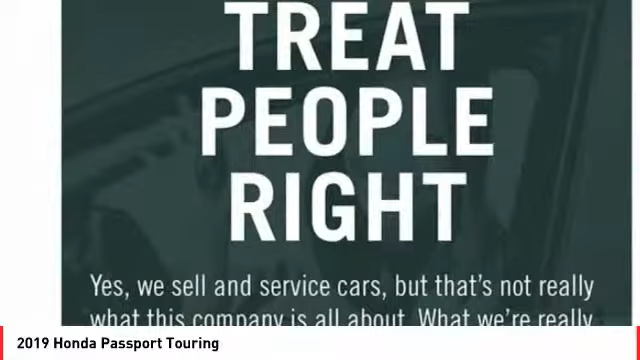 TREAT
PEOPLE
RIGHT
Yes, we sell and service cars, but that's not really
what this company is all about. What we're really
2019 Honda Passport Touring